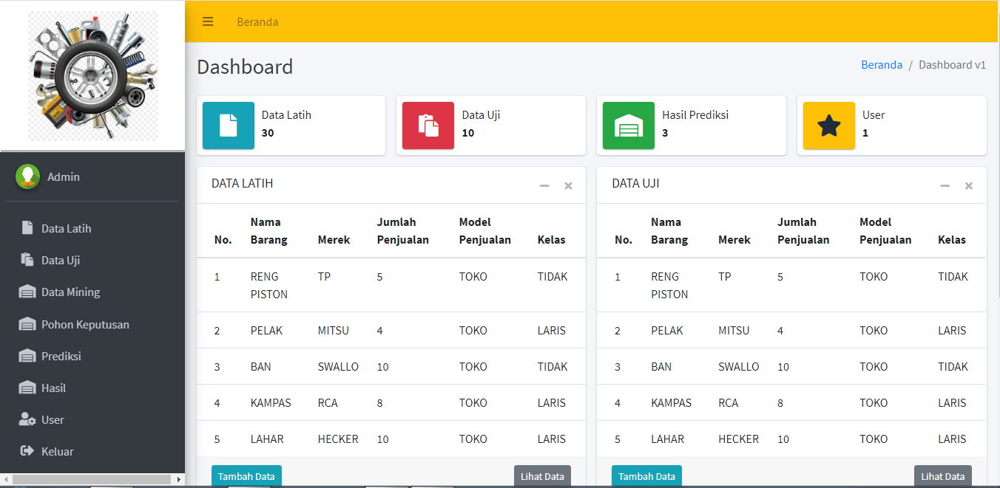 Beranda
Dashboard
Beranda / Dashboard v1
Data Latih
30
Data Uji
10
Hasil Prediksi
3
User
1
Admin
Data Latih
Data Uji
Data Mining
Pohon Keputusan
Prediksi
Hasil
User
Keluar
DATA LATIH
No. Nama Barang Merek Jumlah Penjualan Model Penjualan Kelas
1 RENG PISTON TP 5 TOKO TIDAK
2 PELAK MITSU 4 TOKO LARIS
3 BAN SWALLO 10 TOKO TIDAK
4 KAMPAS RCA 8 TOKO LARIS
5 LAHAR HECKER 10 TOKO LARIS
Tambah Data Lihat Data
DATA UJI
No. Nama Barang Merek Jumlah Penjualan Model Penjualan Kelas
1 RENG PISTON TP 5 TOKO TIDAK
2 PELAK MITSU 4 TOKO LARIS
3 BAN SWALLO 10 TOKO TIDAK
4 KAMPAS RCA 8 TOKO LARIS
5 LAHAR HECKER 10 TOKO LARIS
Tambah Data Lihat Data